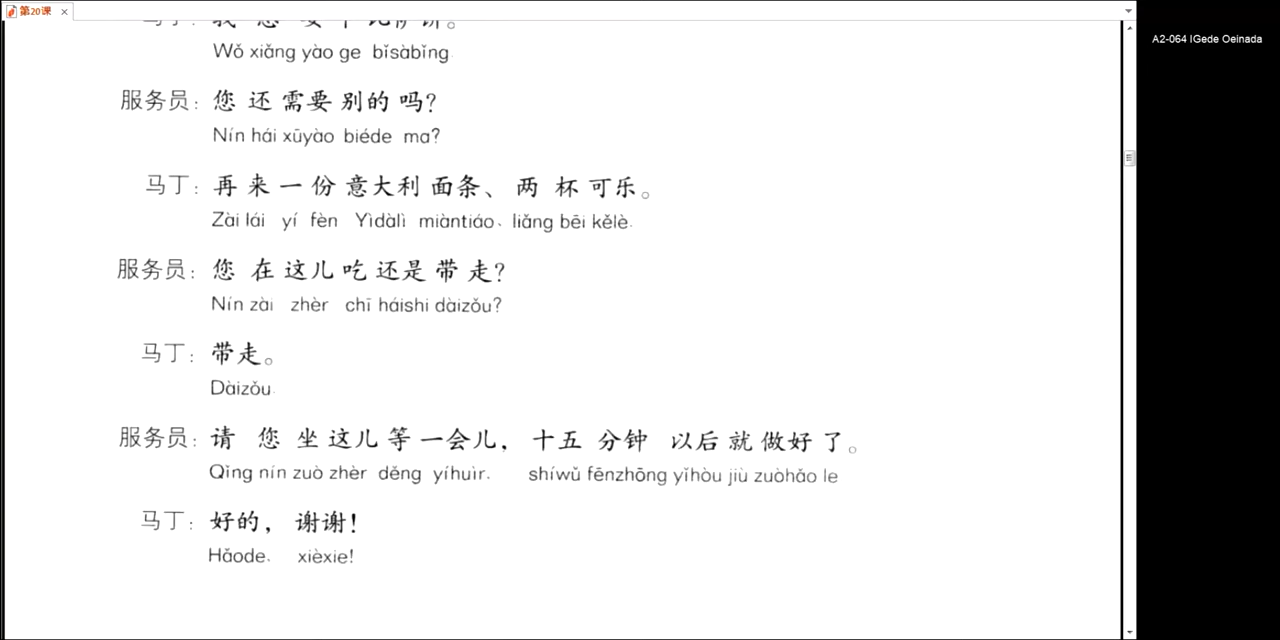 第20课
A2-064 IGede Oeinada
Wǒ xiǎng yào ge bǐsàbǐng.
服务员：您还需要别的吗？
Nín hái xūyào biéde ma?
马丁：再来一份意大利面条、两杯可乐。
Zài lái yí fèn Yìdàlì miàntiáo、liǎng bēi kělè.
服务员：您在这儿吃还是带走？
Nín zài zhèr chī háishi dàizǒu?
马丁：带走。
Dàizǒu.
服务员：请您坐这儿等一会儿，十五分钟以后就做好了。
Qǐng nín zuò zhèr děng yíhuìr. shíwǔ fēnzhōng yǐhòu jiù zuòhǎo le
马丁：好的，谢谢！
Hǎode、xièxie!